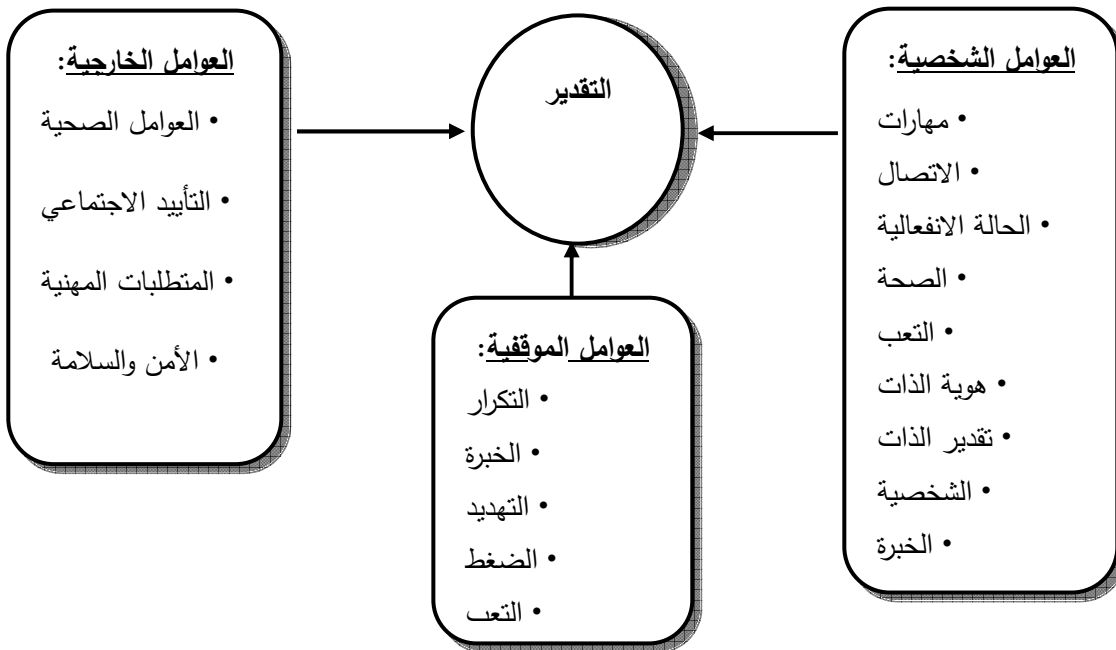 العوامل الشخصية:
• مهارات
• الاتصال
• الحالة الانفعالية
• الصحة
• التعب
• هوية الذات
• تقدير الذات
• الشخصية
• الخبرة
التقدير
العوامل الموقفية:
• التكرار
• الخبرة
• التهديد
• الضغط
• التعب
العوامل الخارجية:
• العوامل الصحية
• التأييد الاجتماعي
• المتطلبات المهنية
• الأمن والسلامة